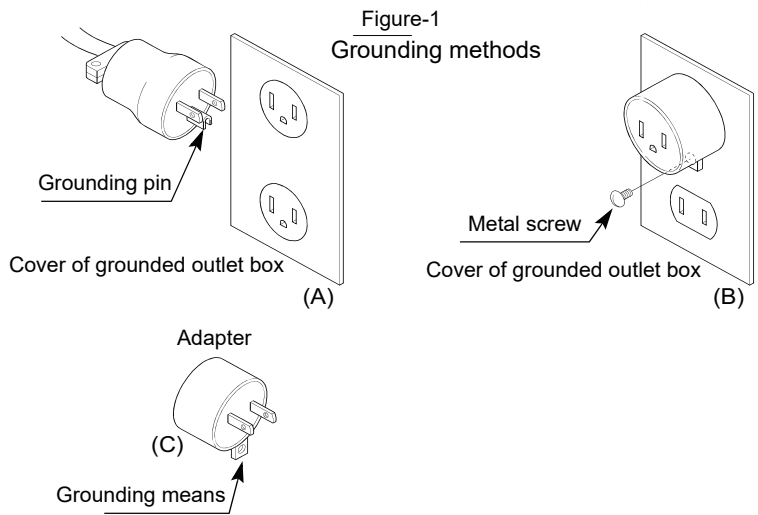 Figure-1
Grounding methods
Grounding pin
Cover of grounded outlet box
(A)
Metal screw
Cover of grounded outlet box
(B)
Adapter
(C)
Grounding means